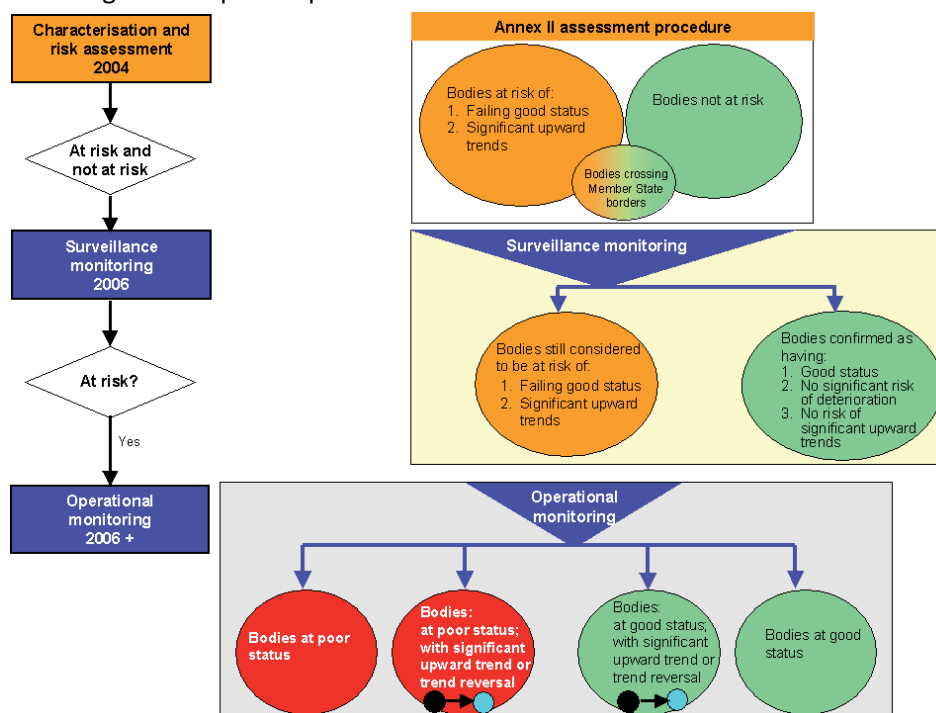 Characterisation and
risk assessment
2004
At risk and
not at risk
Surveillance
monitoring
2006
At risk?
Yes
Operational
monitoring
2006 +
Annex II assessment procedure
Bodies at risk of:
1. Failing good status
2. Significant upward
trends
Bodies not at risk
Bodies crossing
Member State
borders
Surveillance monitoring
Bodies still considered
to be at risk of:
1. Failing good status
2. Significant upward
trends
Bodies confirmed as
having:
1. Good status
2. No significant risk
of deterioration
3. No risk of
significant upward
trends
Operational
monitoring
Bodies at poor
status
Bodies:
at poor status;
with significant
upward trend or
trend reversal
Bodies:
at good status;
with significant
upward trend or
trend reversal
Bodies at good
status